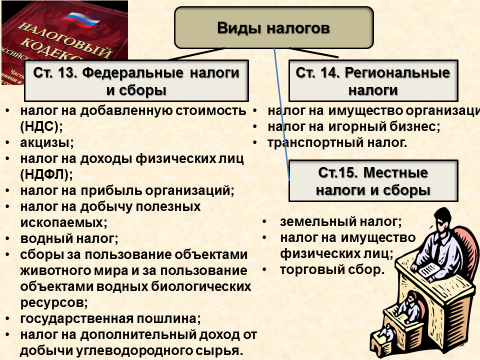 НАЛОГОВЫЙ
КОДЕКС
Виды налогов
Ст. 13. Федеральные налоги
и сборы
• налог на добавленную стоимость
(НДС);
• акцизы;
• налог на доходы физических лиц
(НДФЛ);
• налог на прибыль организаций;
• налог на добычу полезных
ископаемых;
• водный налог;
• сборы за пользование объектами
животного мира и за пользование
объектами водных биологических
ресурсов;
• государственная пошлина;
• налог на дополнительный доход от
добычи углеводородного сырья.
Ст. 14. Региональные
налоги
• налог на имущество организаци
• налог на игорный бизнес;
• транспортный налог.
Ст.15. Местные
налоги и сборы
• земельный налог;
• налог на имущество
физических лиц;
• торговый сбор.